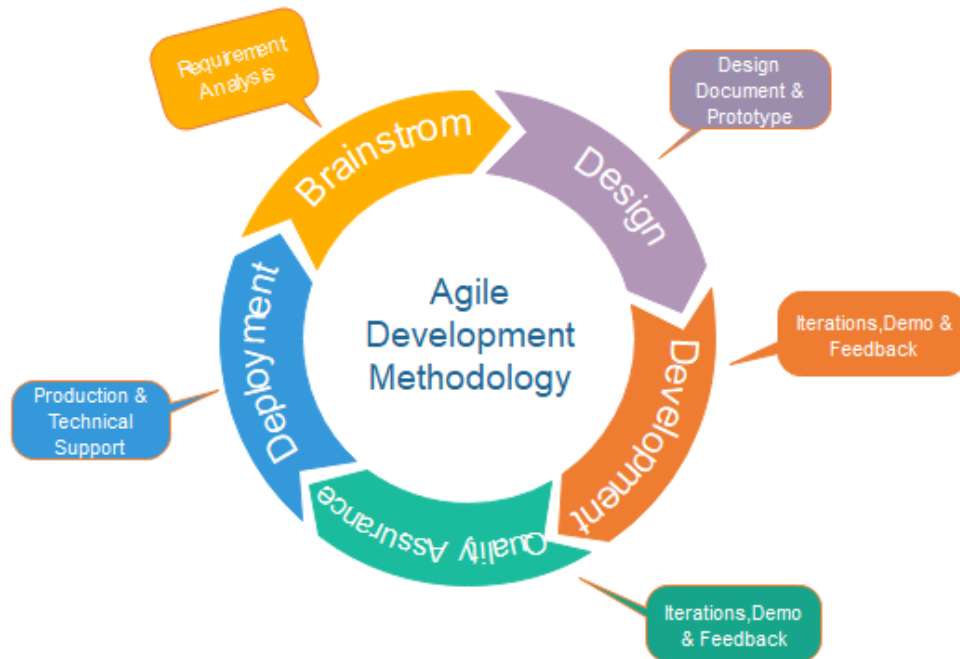 Requirement
Analysis
Brainstrom
Design
Document &
Prototype
Design
Agile
Development
Methodology
Iterations,Demo &
Feedback
Development
Production &
Technical
Support
Deployment
Quality Assurance
Iterations,Demo
& Feedback